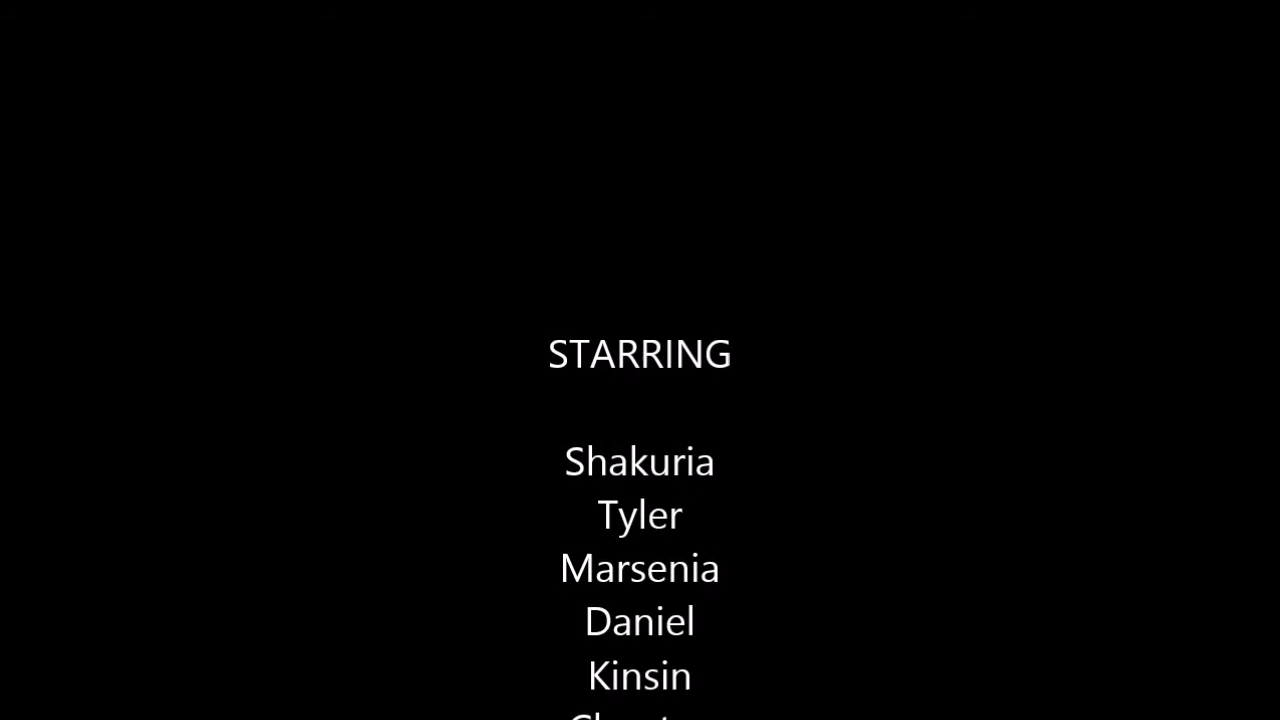 STARRING
Shakuria
Tyler
Marsenia
Daniel
Kinsin